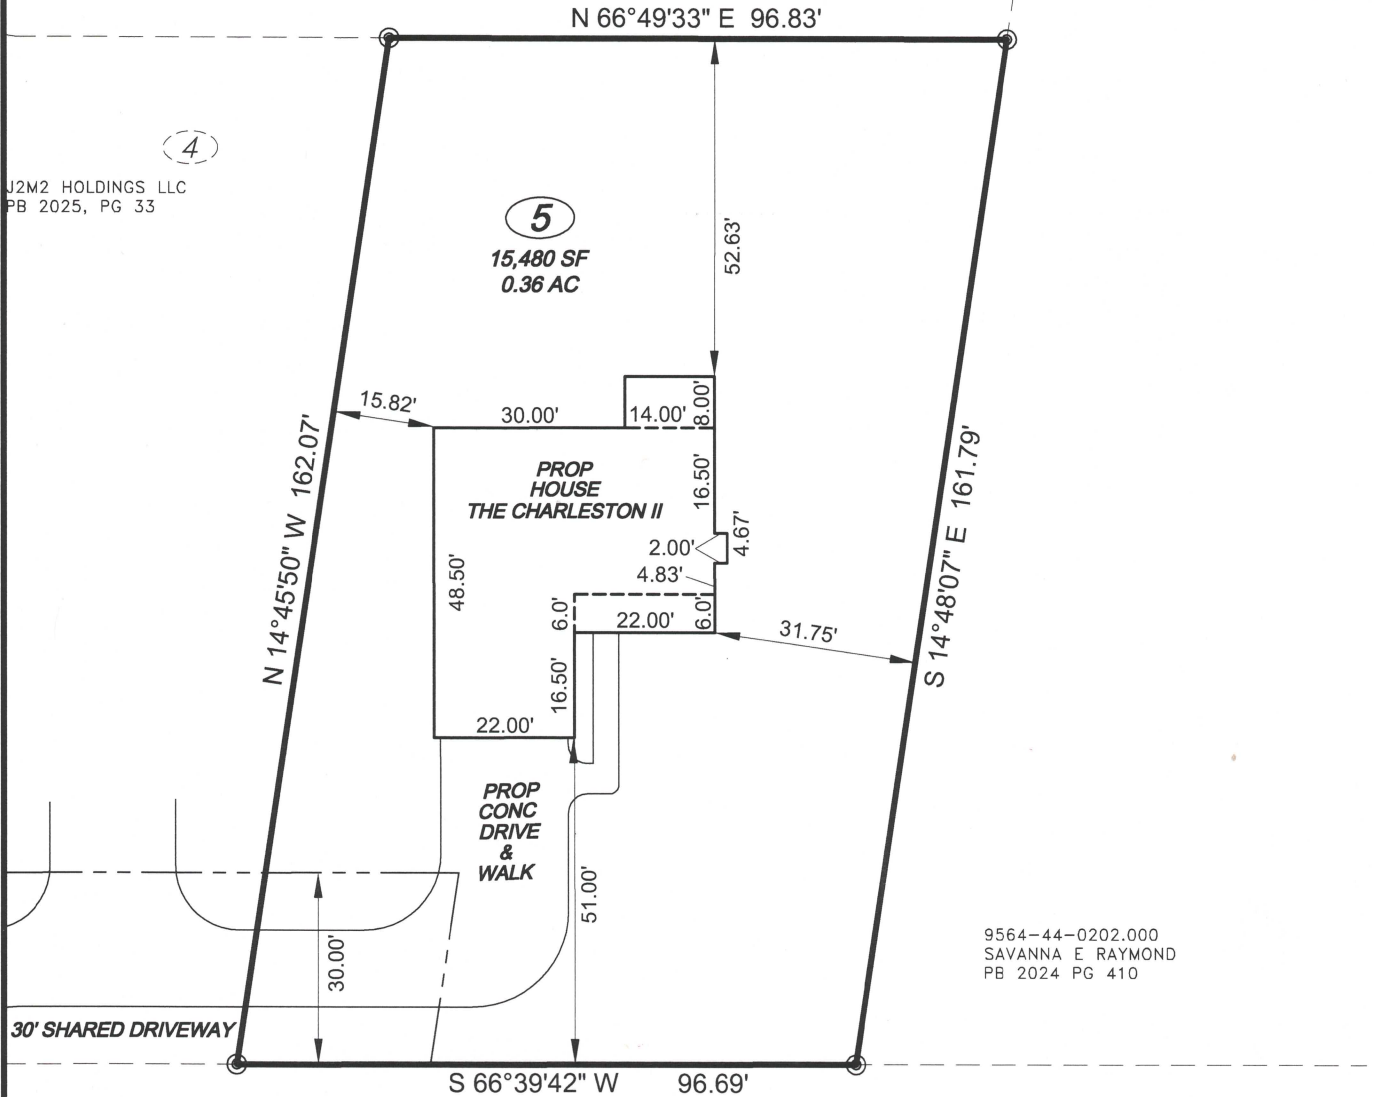 N 66°49'33" E 96.83'
4
J2M2 HOLDINGS LLC
PB 2025, PG 33
5
15,480 SF
0.36 AC
52.63'
15.82'
30.00'
14.00'
8.00'
N 14°45'50" W 162.07'
S 14°48'07" E 161.79'
PROP
HOUSE
THE CHARLESTON II
16.50'
4.67'
2.00'
4.83'
48.50'
6.0'
22.00'
6.0'
31.75'
16.50'
22.00'
PROP
CONC
DRIVE
&
WALK
51.00'
30.00'
9564-44-0202.000
SAVANNA E RAYMOND
PB 2024 PG 410
30' SHARED DRIVEWAY
S 66°39'42" W 96.69'